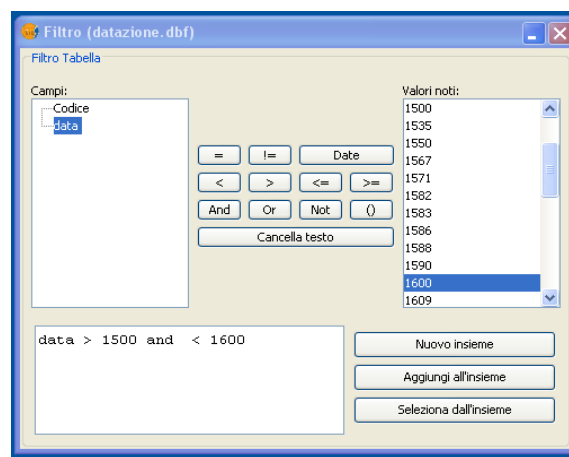 Filtro (datazione.dbf)
Filtro Tabella
Campi:
Codice
data
= != Date
< > <= >=
And Or Not ()
Cancella testo
Valori noti:
1500
1535
1550
1567
1571
1582
1583
1586
1588
1590
1600
1609
data > 1500 and  < 1600
Nuovo insieme
Aggiungi all'insieme
Seleziona dall'insieme